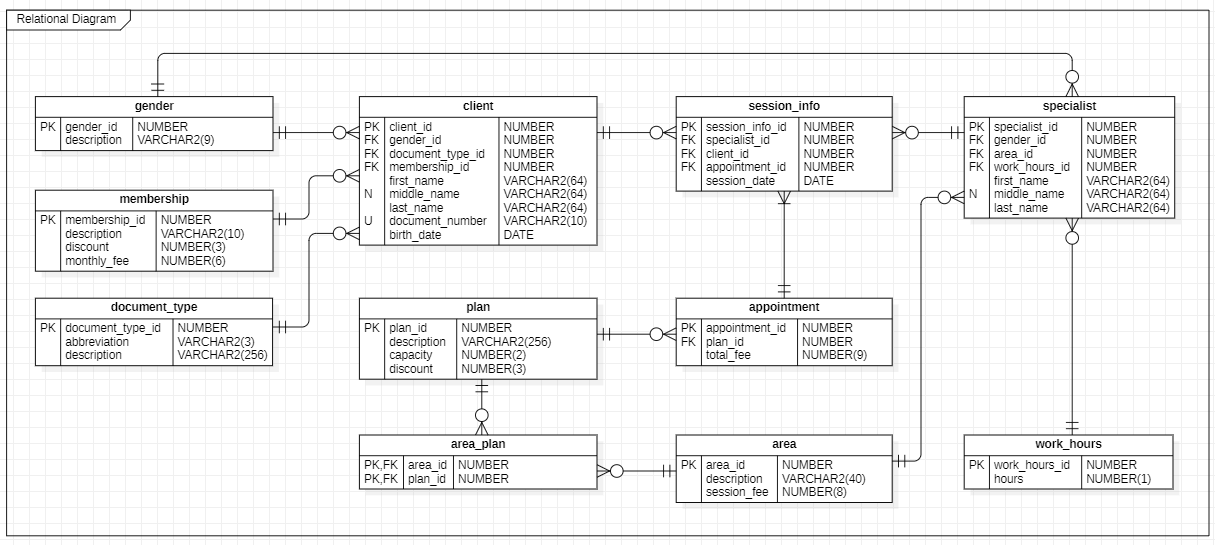 Relational Diagram
gender
PK gender_id NUMBER
description VARCHAR2(9)
client
PK client_id NUMBER
FK gender_id NUMBER
FK document_type_id NUMBER
FK membership_id NUMBER
first_name VARCHAR2(64)
N middle_name VARCHAR2(64)
last_name VARCHAR2(64)
U document_number VARCHAR2(10)
birth_date DATE
session_info
PK session_info_id NUMBER
FK specialist_id NUMBER
FK client_id NUMBER
FK appointment_id NUMBER
session_date DATE
specialist
PK specialist_id NUMBER
FK gender_id NUMBER
FK area_id NUMBER
FK work_hours_id NUMBER
first_name VARCHAR2(64)
N middle_name VARCHAR2(64)
last_name VARCHAR2(64)
membership
PK membership_id NUMBER
description VARCHAR2(10)
discount NUMBER(3)
monthly_fee NUMBER(6)
document_type
PK document_type_id NUMBER
abbreviation VARCHAR2(3)
description VARCHAR2(256)
plan
PK plan_id NUMBER
description VARCHAR2(256)
capacity NUMBER(2)
discount NUMBER(3)
appointment
PK appointment_id NUMBER
FK plan_id NUMBER
total_fee NUMBER(9)
area_plan
PK,FK area_id NUMBER
PK,FK plan_id NUMBER
area
PK area_id NUMBER
description VARCHAR2(40)
session_fee NUMBER(8)
work_hours
PK work_hours_id NUMBER
hours NUMBER(1)